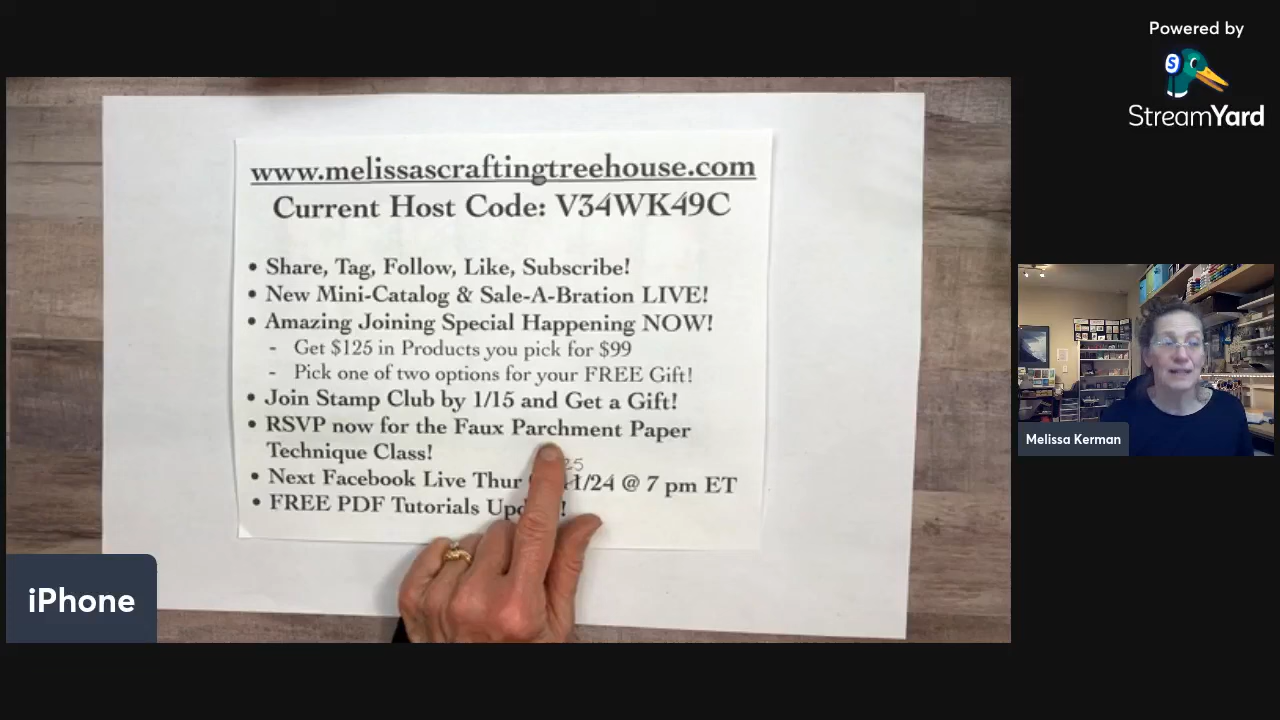 Powered by
StreamYard
www.melissascraftingtreehouse.com
Current Host Code: V34WK49C
• Share, Tag, Follow, Like, Subscribe!
• New Mini-Catalog & Sale-A-Bration LIVE!
• Amazing Joining Special Happening NOW!
- Get $125 in Products you pick for $99
- Pick one of two options for your FREE Gift!
• Join Stamp Club by 1/15 and Get a Gift!
• RSVP now for the Faux Parchment Paper
Technique Class!
25
• Next Facebook Live Thur 1/24 @ 7 pm ET
• FREE PDF Tutorials
iPhone
Melissa Kerman